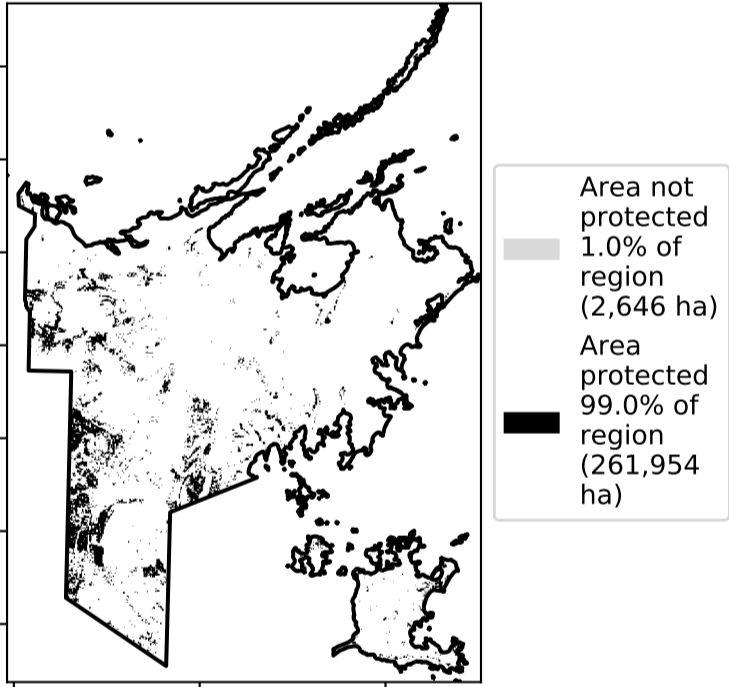 Area not
protected
1.0% of
region
(2,646 ha)
Area
protected
99.0% of
region
(261,954
ha)